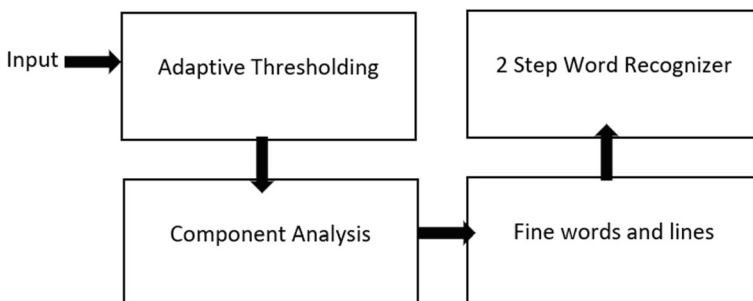 Input
Adaptive Thresholding
Component Analysis
Fine words and lines
2 Step Word Recognizer